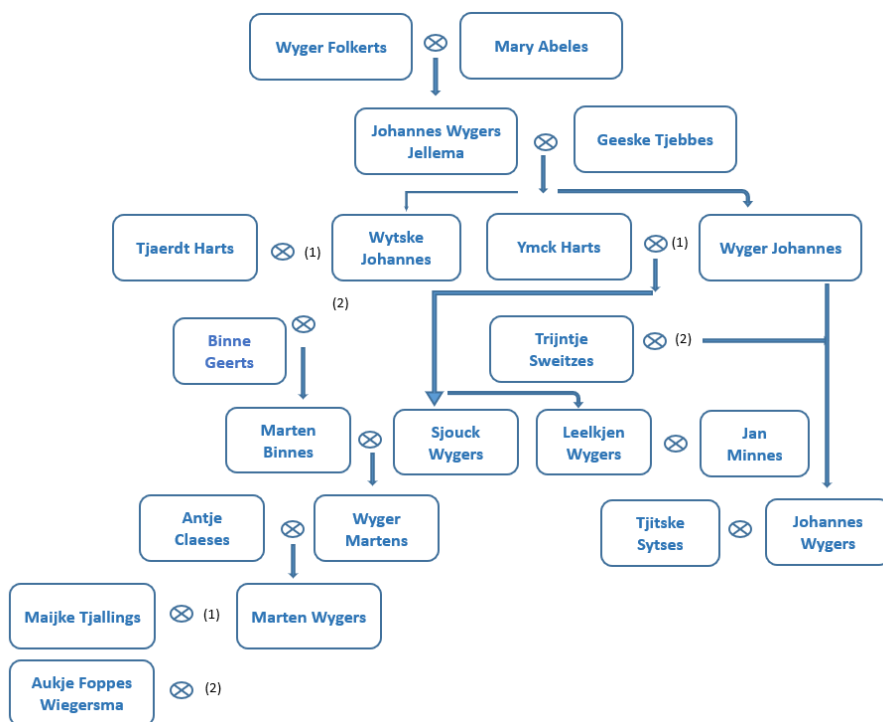 Wyger Folkerts
Mary Abeles
Johannes Wygers
Jellema
Geeske Tjebbes
Tjaerdt Harts
(1)
Wytske
Johannes
Ymck Harts
(1)
Wyger Johannes
(2)
Binne
Geerts
Trijntje
Sweitzes
(2)
Marten
Binnes
Sjouck
Wygers
Leelkjen
Wygers
Jan
Minnes
Antje
Claeses
Wyger
Martens
Tjitske
Sytses
Johannes
Wygers
Maijke Tjallings
(1)
Marten Wygers
Aukje Foppes
Wiegersma
(2)